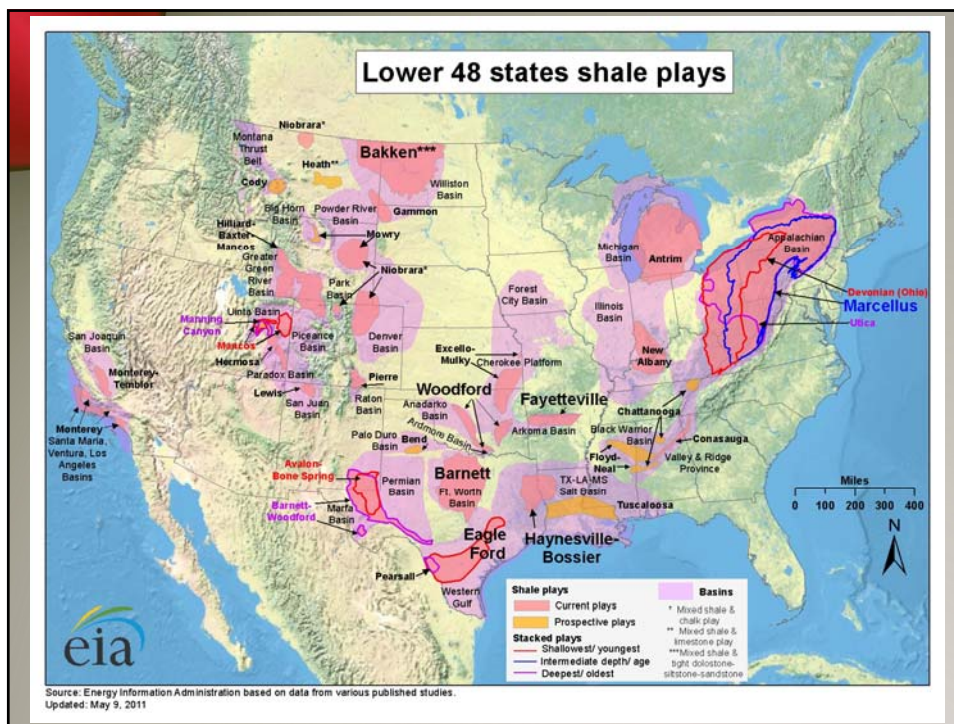 Lower 48 states shale plays
Niobrara*
Montana
Thrust
Belt
Bakken***
Heath**
Cody
Williston
Basin
Big Horn
Basin
Powder River
Basin
Gammon
Hilliard-
Baxter-
Mancos
Mowry
Greater
Green
River
Basin
Niobrara*
Park
Basin
Michigan
Basin
Antrim
Appalachian
Basin
Devonian (Ohio)
Marcellus
Utica
Forest
City Basin
Illinois
Basin
Uinta Basin
Manning
Canyon
Mancos
Piceance
Basin
Denver
Basin
San Joaquin
Basin
Hermosa
Paradox Basin
Excello-
Mulky
Cherokee Platform
New
Albany
Monterey-
Temblor
Lewis
San Juan
Basin
Pierre
Raton
Basin
Woodford
Anadarko
Basin
Ardmore Basin
Fayetteville
Arkoma Basin
Chattanooga
Black Warrior
Basin
Monterey
Santa Maria,
Ventura, Los
Angeles
Basins
Palo Duro
Basin
Bend
Floyd-
Neal
Conasauga
Valley & Ridge
Province
Avalon-
Bone Spring
Permian
Basin
Barnett
Ft. Worth
Basin
TX-LA-MS
Salt Basin
Tuscaloosa
Barnett-
Woodford
Marfa
Basin
Eagle
Ford
Haynesville-
Bossier
Pearsall
Western
Gulf
Miles
0 100 200 300 400
N
Shale plays
Current plays
Prospective plays
Stacked plays
Shallowest/ youngest
Intermediate depth/ age
Deepest/ oldest
Basins
* Mixed shale &
chalk play
** Mixed shale &
limestone play
***Mixed shale &
tight dolostone-
siltstone-sandstone
eia
Source: Energy Information Administration based on data from various published studies.
Updated: May 9, 2011